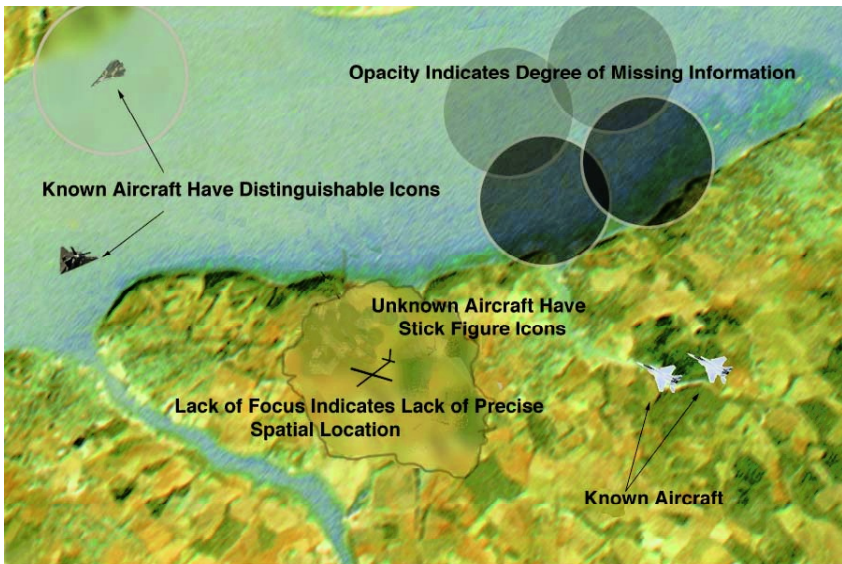 Opacity Indicates Degree of Missing Information
Known Aircraft Have Distinguishable Icons
Unknown Aircraft Have
Stick Figure Icons
Lack of Focus Indicates Lack of Precise
Spatial Location
Known Aircraft